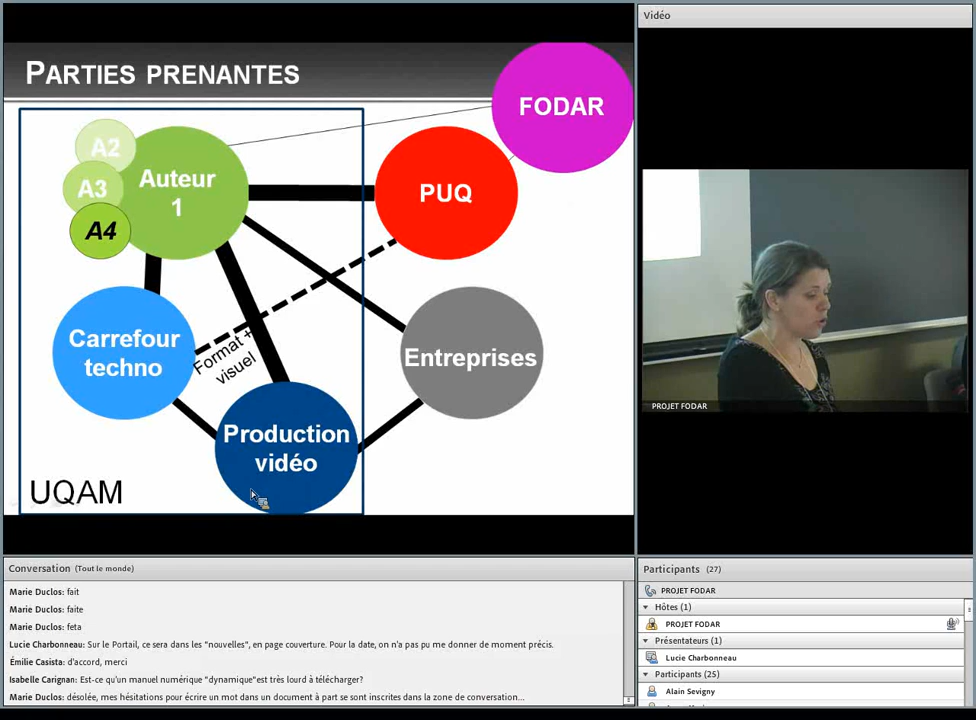 PARTIES PRENANTES
FODAR
A2
A3
A4
Auteur
1
PUQ
Carrefour
techno
Format +
visuel
Entreprises
Production
vidéo
UQAM
Vidéo
PROJET FODAR
Conversation (Tout le monde)
Marie Duclos: fait
Marie Duclos: faite
Marie Duclos: feta
Lucie Charbonneau: Sur le Portail, ce sera dans les "nouvelles", en page couverture. Pour la date, on n'a pas pu me donner de moment précis.
Émilie Casista: d'accord, merci
Isabelle Carignan: Est-ce qu'un manuel numérique "dynamique"est très lourd à télécharger?
Marie Duclos: désolée, mes hésitations pour écrire un mot dans un document à part se sont inscrites dans la zone de conversation...
Participants (27)
PROJET FODAR
Hôtes (1)
PROJET FODAR
Présentateurs (1)
Lucie Charbonneau
Participants (25)
Alain Sevigny